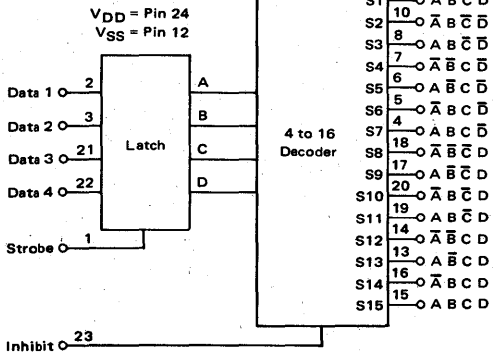 VDD = Pin 24
VSS = Pin 12
Data 1 2
Data 2 3
Data 3 21
Data 4 22
Strobe 1
Inhibit 23
Latch
A
B
C
D
4 to 16
Decoder
S1
S2 10 A̅ B C̅ D̅
S3 8 A B C̅ D̅
S4 7 A̅ B̅ C D̅
S5 6 A B̅ C D̅
S6 5 A̅ B C D̅
S7 4 A B C D̅
S8 18 A̅ B̅ C̅ D
S9 17 A B̅ C̅ D
S10 20 A̅ B C̅ D
S11 19 A B C̅ D
S12 14 A̅ B̅ C D
S13 13 A B̅ C D
S14 16 A̅ B C D
S15 15 A B C D